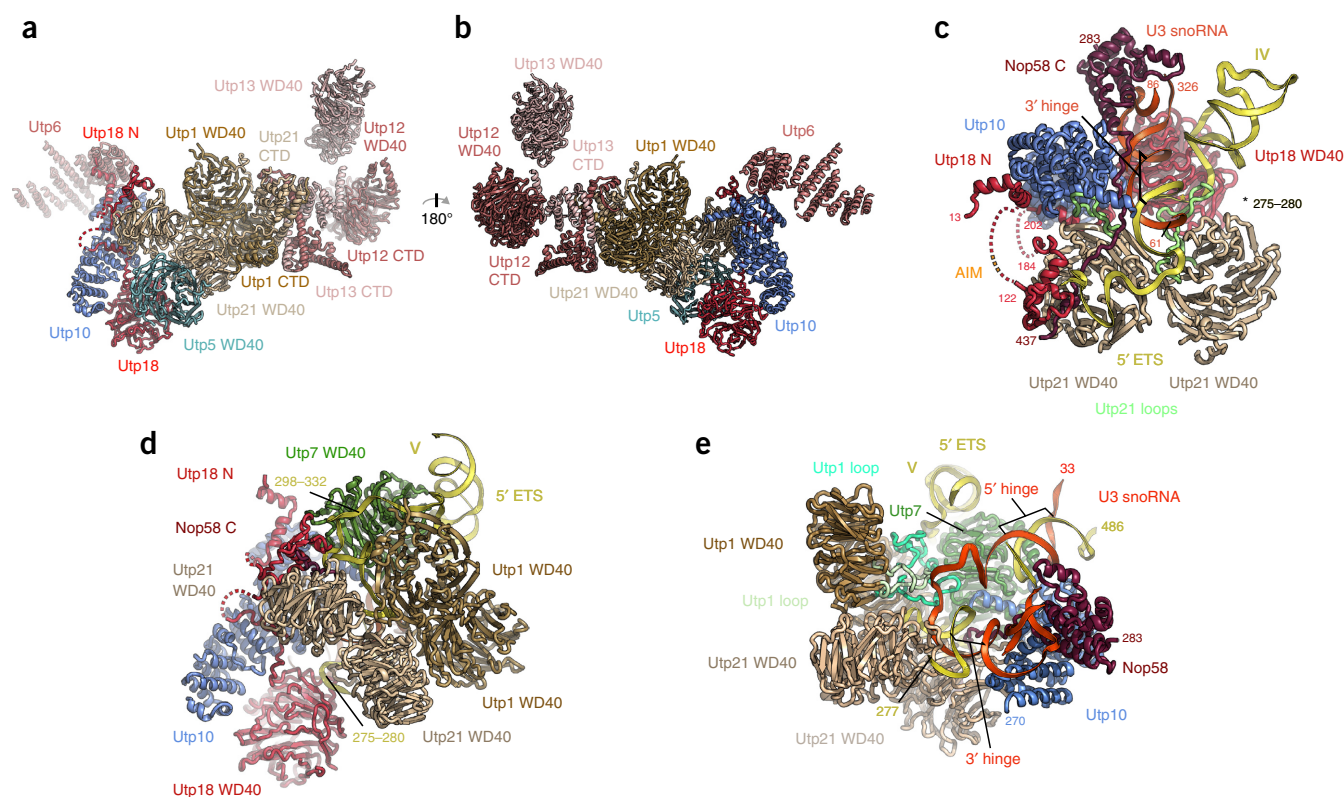 a
Utp13 WD40
Utp6
Utp18 N
Utp1 WD40
Utp21
CTD
Utp12
WD40
Utp12 CTD
Utp1 CTD
Utp13 CTD
Utp21 WD40
Utp10
Utp5 WD40
Utp18
180°
b
Utp13 WD40
Utp12
WD40
Utp13
CTD
Utp1 WD40
Utp6
Utp12
CTD
Utp21 WD40
Utp5
Utp10
Utp18
c
U3 snoRNA
283
Nop58 C
IV
86
326
3′ hinge
Utp10
Utp18 N
Utp18 WD40
13
* 275–280
202
61
184
AIM
122
437
5′ ETS
Utp21 WD40
Utp21 WD40
Utp21 loops
d
Utp7 WD40
V
Utp18 N
298–332
5′ ETS
Nop58 C
Utp21
WD40
Utp1 WD40
Utp1 WD40
Utp10
275–280
Utp21 WD40
Utp18 WD40
e
5′ ETS
Utp1 loop
V
33
5′ hinge
U3 snoRNA
Utp7
486
Utp1 WD40
Utp1 loop
283
Utp21 WD40
Nop58
277
270
Utp10
Utp21 WD40
3′ hinge